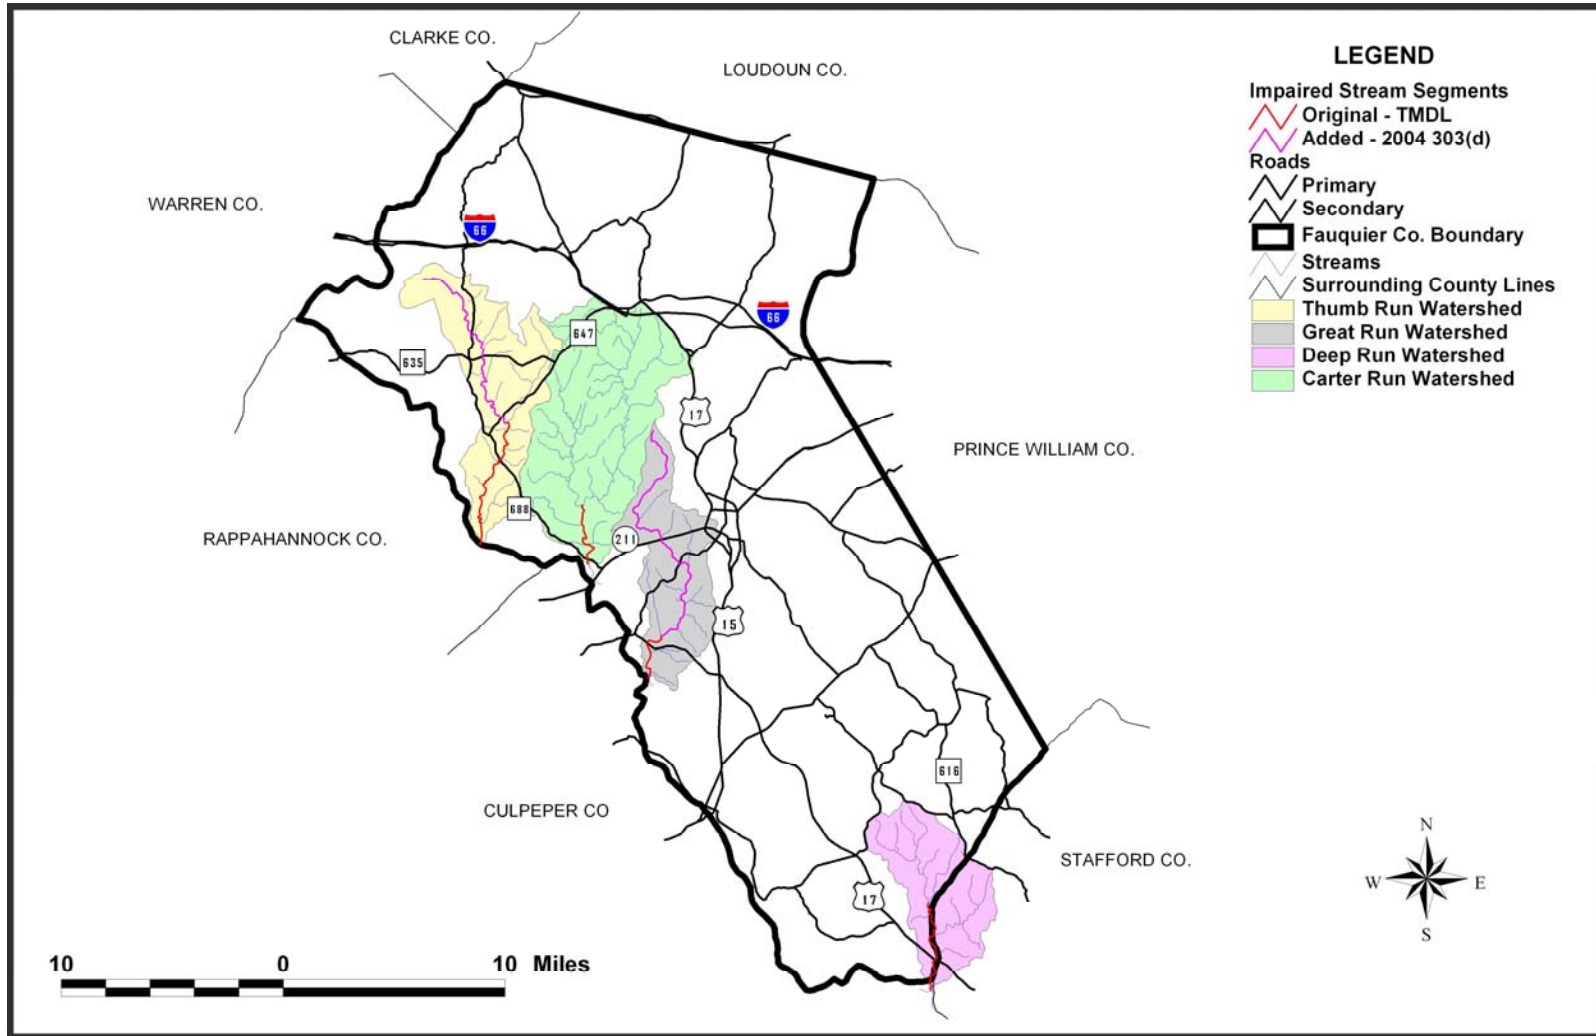 CLARKE CO.
LOUDOUN CO.
LEGEND
Impaired Stream Segments
Original - TMDL
Added - 2004 303(d)
Roads
Primary
Secondary
Fauquier Co. Boundary
Streams
Surrounding County Lines
Thumb Run Watershed
Great Run Watershed
Deep Run Watershed
Carter Run Watershed
WARREN CO.
66
66
647
635
17
PRINCE WILLIAM CO.
688
211
RAPPAHANNOCK CO.
15
616
CULPEPER CO
STAFFORD CO.
17
N
W E
S
10 0 10 Miles